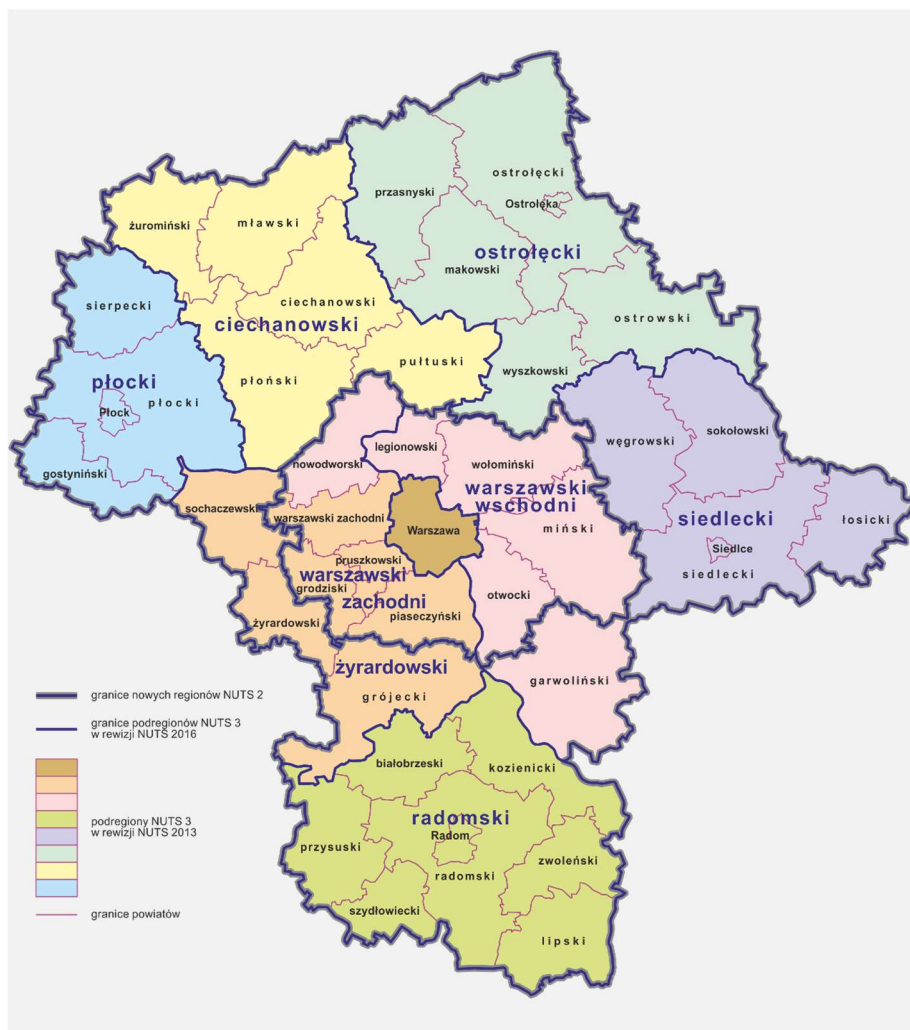 ostrołęcki
przasnyski
Ostrołęka
żuromiński
mławski
ostrołęcki
makowski
sierpecki
ciechanowski
ciechanowski
ostrowski
pułtuski
wyszkowski
płocki
płoński
płocki
Płock
sokołowski
węgrowski
legionowski
nowodworski
wołomiński
gostyniński
warszawski
wschodni
sochaczewski
warszawski zachodni
Warszawa
miński
siedlecki
łosicki
Siedlce
siedlecki
pruszkowski
warszawski
grodziski
zachodni
otwocki
piaseczyński
żyrardowski
żyrardowski
garwoliński
grójecki
białobrzeski
kozienicki
radomski
Radom
przysuski
zwoleński
radomski
szydłowiecki
lipski
granice nowych regionów NUTS 2
granice podregionów NUTS 3
w rewizji NUTS 2016
podregiony NUTS 3
w rewizji NUTS 2013
granice powiatów